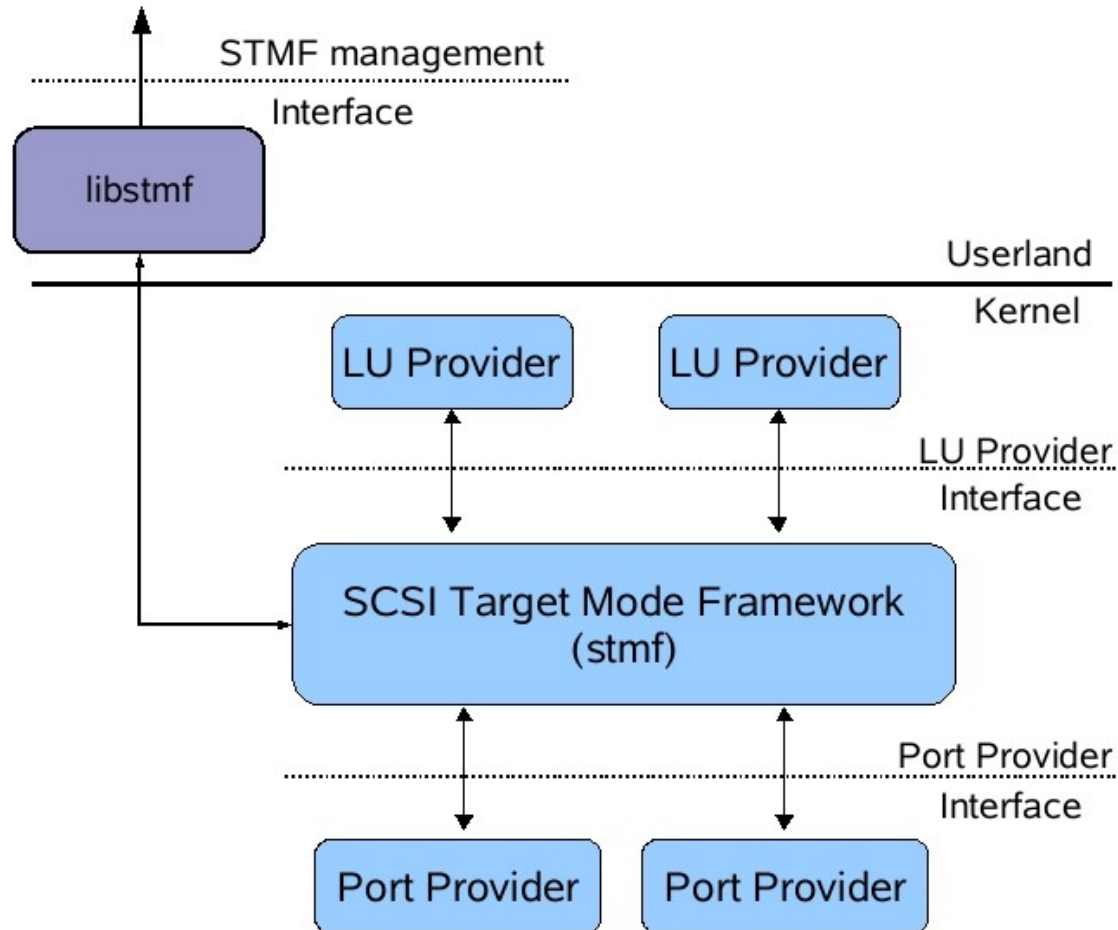 STMF management
Interface
libstmf
Userland
Kernel
LU Provider
LU Provider
LU Provider
Interface
SCSI Target Mode Framework
(stmf)
Port Provider
Interface
Port Provider
Port Provider